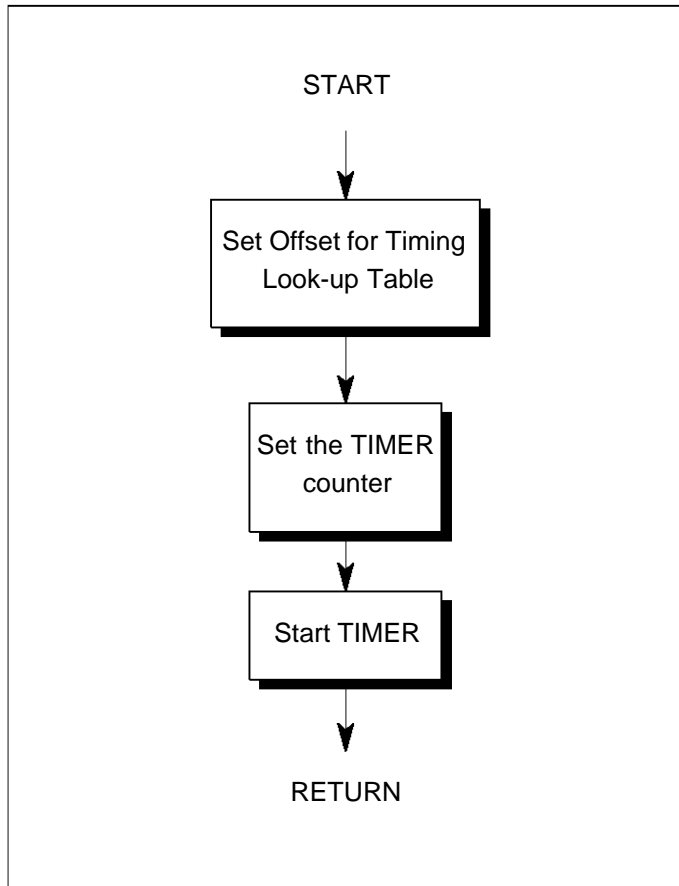 START
Set Offset for Timing
Look-up Table
Set the TIMER
counter
Start TIMER
RETURN